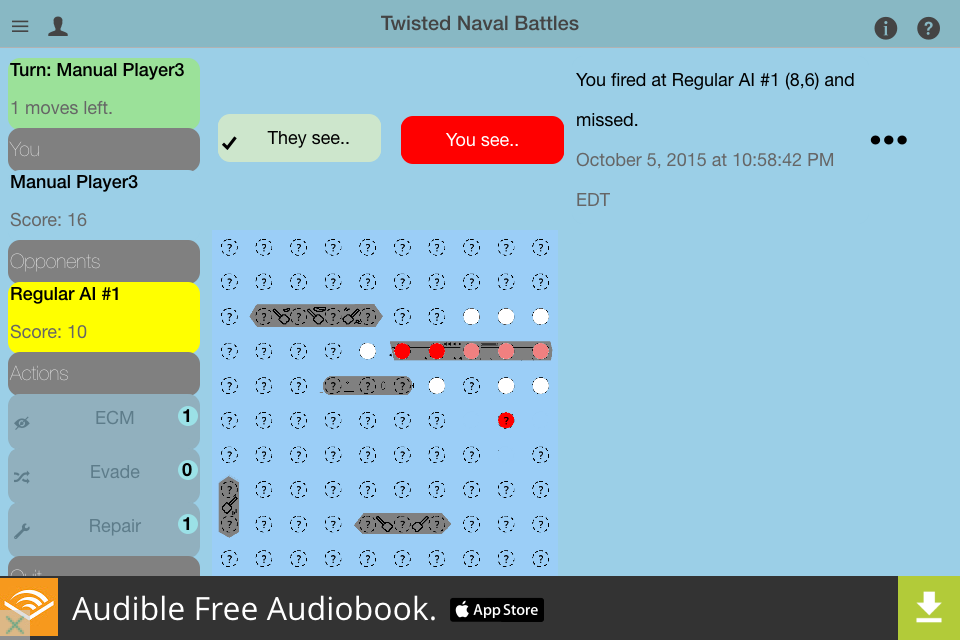 Twisted Naval Battles
i
?
Turn: Manual Player3
1 moves left.
You
Manual Player3
Score: 16
Opponents
Regular AI #1
Score: 10
Actions
ECM 1
Evade 0
Repair 1
Quit
They see..
You see..
You fired at Regular AI #1 (8,6) and
missed.
October 5, 2015 at 10:58:42 PM
EDT
? ? ? ? ? ? ? ? ? ?
? ? ? ? ? ? ? ? ? ?
? ? ? ? ? ? ?
? ? ? ?
? ? ? ? ? ? ?
? ? ? ? ? ? ? ? ?
? ? ? ? ? ? ? ? ?
? ? ? ? ? ? ? ? ? ?
? ? ? ? ? ? ? ? ? ?
? ? ? ? ? ? ? ? ? ?
Audible Free Audiobook.
App Store